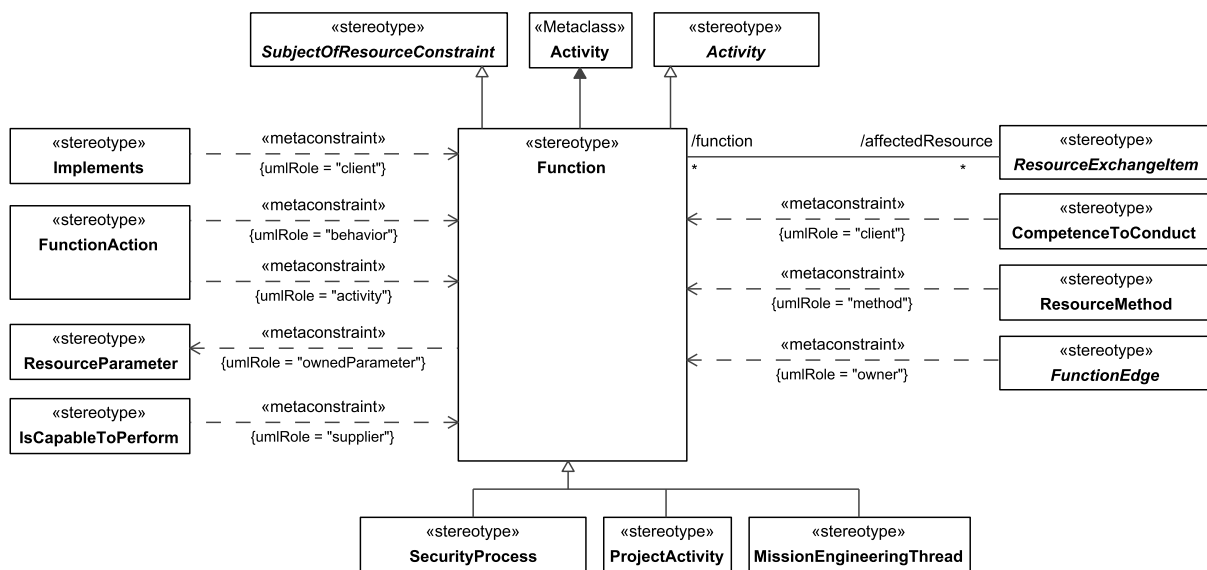 «stereotype»
SubjectOfResourceConstraint
«Metaclass»
Activity
«stereotype»
Activity
«stereotype»
Implements
«metaconstraint»
{umlRole = "client"}
«stereotype»
FunctionAction
«metaconstraint»
{umlRole = "behavior"}
«metaconstraint»
{umlRole = "activity"}
«stereotype»
ResourceParameter
«metaconstraint»
{umlRole = "ownedParameter"}
«stereotype»
IsCapableToPerform
«metaconstraint»
{umlRole = "supplier"}
«stereotype»
Function
/function
/affectedResource
*
*
«stereotype»
ResourceExchangeItem
«metaconstraint»
{umlRole = "client"}
«stereotype»
CompetenceToConduct
«metaconstraint»
{umlRole = "method"}
«stereotype»
ResourceMethod
«metaconstraint»
{umlRole = "owner"}
«stereotype»
FunctionEdge
«stereotype»
SecurityProcess
«stereotype»
ProjectActivity
«stereotype»
MissionEngineeringThread